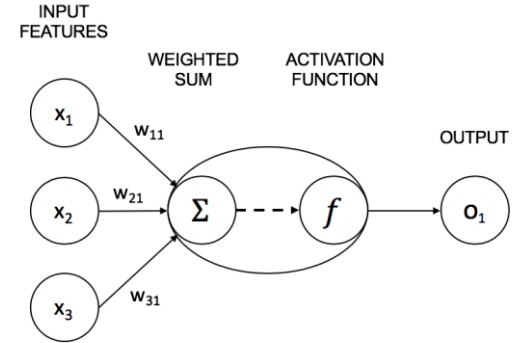 INPUT
FEATURES
WEIGHTED
SUM
ACTIVATION
FUNCTION
OUTPUT
x₁
w₁₁
x₂
w₂₁
Σ
f
O₁
x₃
w₃₁